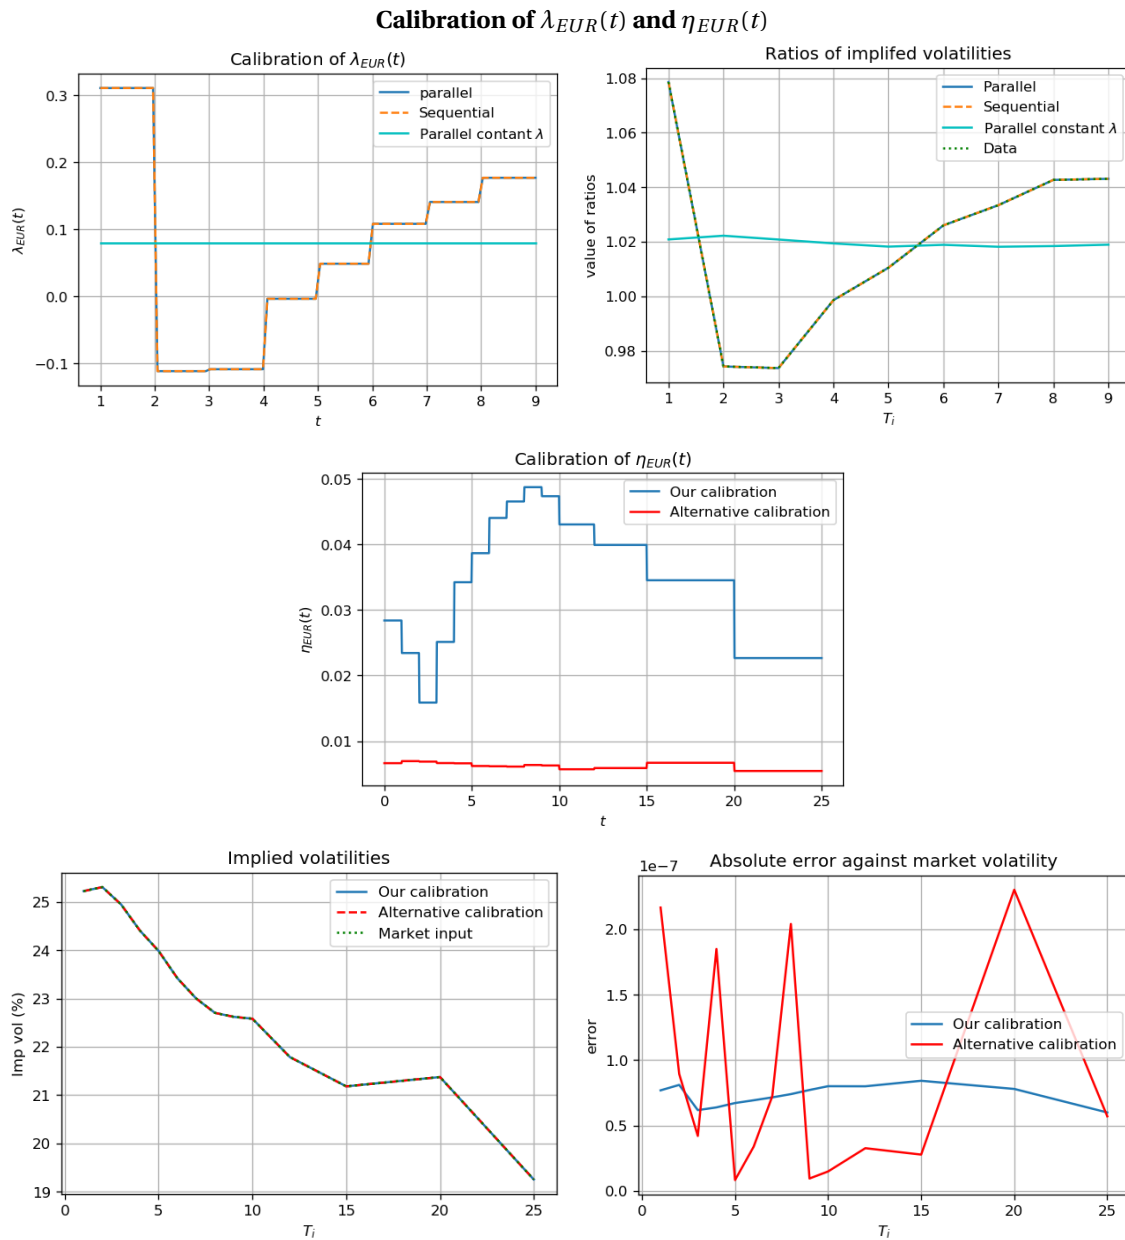 Calibration of λ_EUR(t) and η_EUR(t)
Calibration of λ_EUR(t)
λ_EUR(t)
0.3
0.2
0.1
0.0
−0.1
parallel
Sequential
Parallel contant λ
1 2 3 4 5 6 7 8 9
t
Ratios of implifed volatilities
value of ratios
1.08
1.06
1.04
1.02
1.00
0.98
Parallel
Sequential
Parallel constant λ
Data
1 2 3 4 5 6 7 8 9
T_i
Calibration of η_EUR(t)
η_EUR(t)
0.05
0.04
0.03
0.02
0.01
Our calibration
Alternative calibration
0 5 10 15 20 25
t
Implied volatilities
Imp vol (%)
25
24
23
22
21
20
19
Our calibration
Alternative calibration
Market input
0 5 10 15 20 25
T_i
Absolute error against market volatility
1e−7
error
2.0
1.5
1.0
0.5
0.0
Our calibration
Alternative calibration
0 5 10 15 20 25
T_i